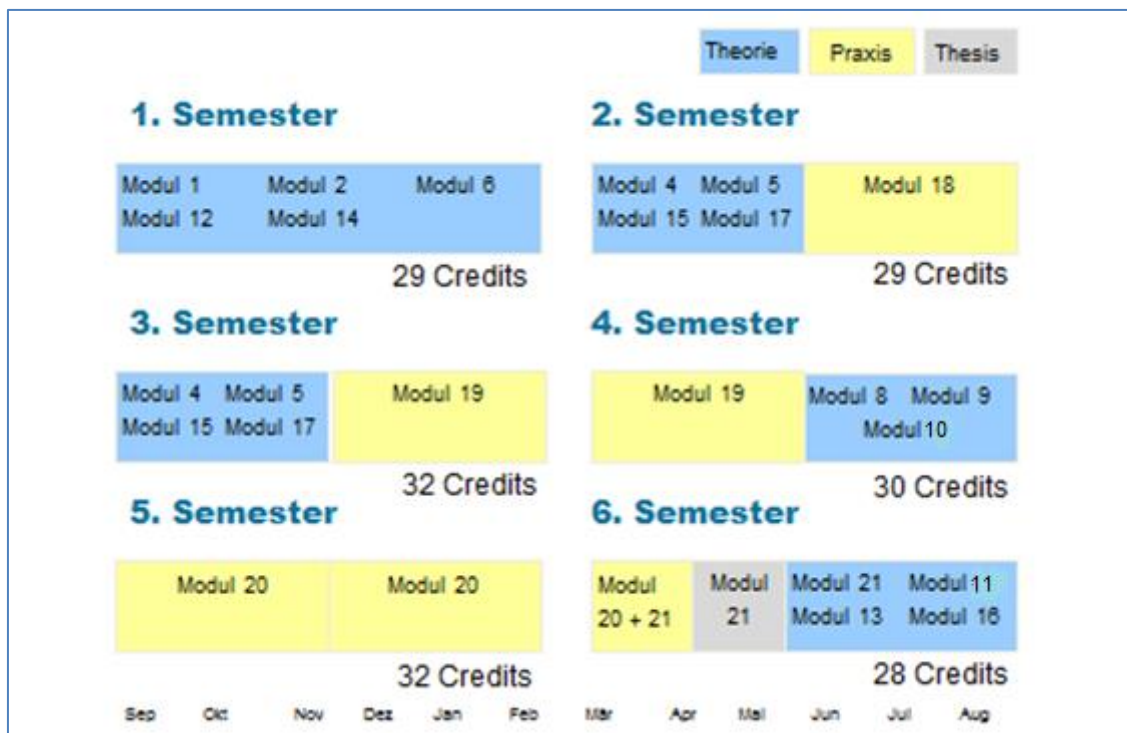 Theorie Praxis Thesis
1. Semester
Modul 1 Modul 2 Modul 6
Modul 12 Modul 14
29 Credits
2. Semester
Modul 4 Modul 5
Modul 15 Modul 17
Modul 18
29 Credits
3. Semester
Modul 4 Modul 5
Modul 15 Modul 17
Modul 19
32 Credits
4. Semester
Modul 19
Modul 8 Modul 9
Modul 10
30 Credits
5. Semester
Modul 20
Modul 20
32 Credits
6. Semester
Modul
20 + 21
Modul
21
Modul 21 Modul 11
Modul 13 Modul 16
28 Credits
Sep Okt Nov Dez Jan Feb Mär Apr Mai Jun Jul Aug